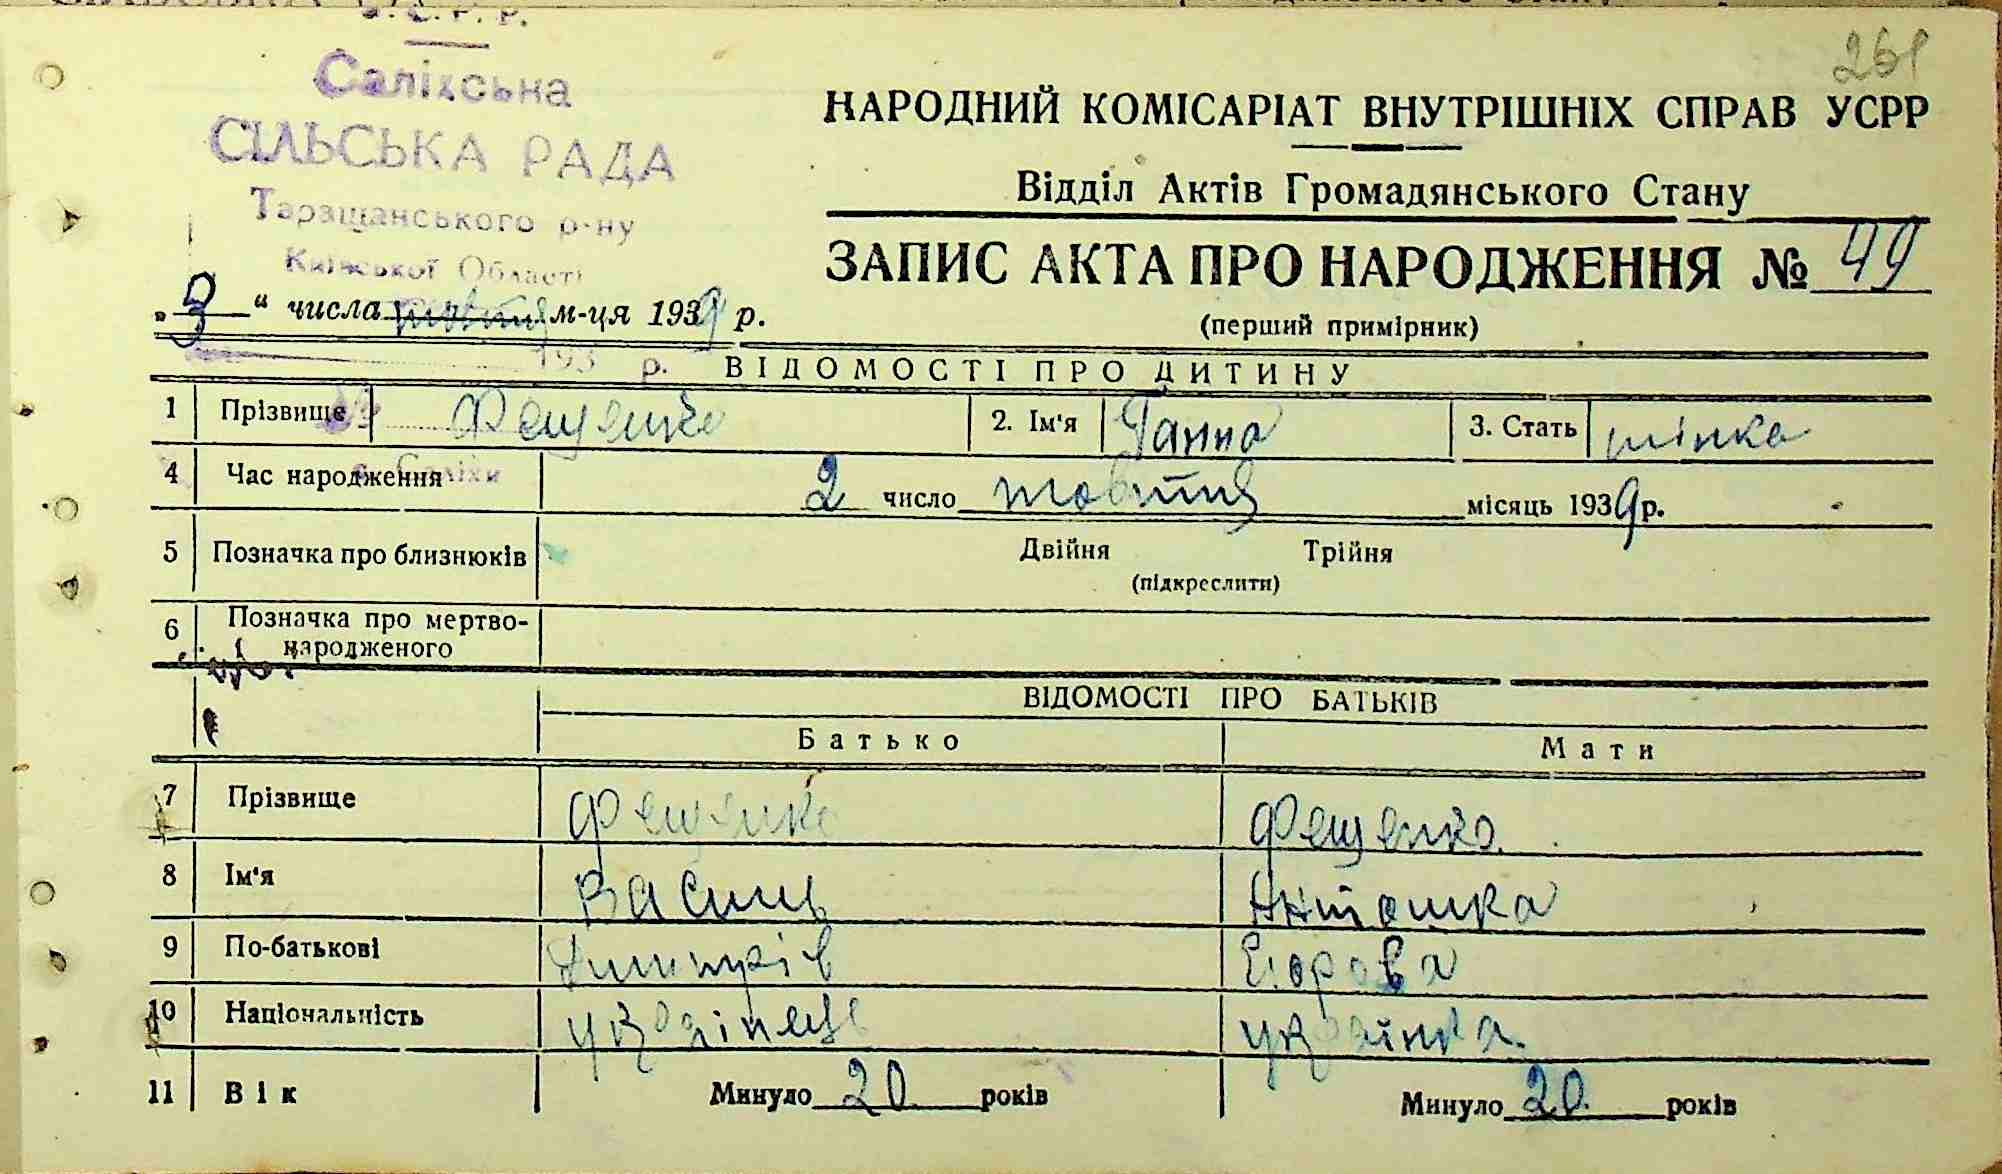 261
Саліхська
СІЛЬСЬКА РАДА
Таращанського р-ну
Київської Області
НАРОДНИЙ КОМІСАРІАТ ВНУТРІШНІХ СПРАВ УСРР
Відділ Актів Громадянського Стану
ЗАПИС АКТА ПРО НАРОДЖЕННЯ № 49
„ 3 “ числа жовтня м-ця 1939 р.
(перший примірник)
193 р.
ВІДОМОСТІ ПРО ДИТИНУ
1 Прізвище Фещенко 2. Ім'я Ганна 3. Стать жінка
с. Саліхи
4 Час народження 2 число жовтня місяць 1939 р.
5 Позначка про близнюків Двійня Трійня
(підкреслити)
6 Позначка про мертво-
народженого
ВІДОМОСТІ ПРО БАТЬКІВ
Батько Мати
7 Прізвище Фещенко Фещенко.
8 Ім'я Василь Антошка
9 По-батькові Дмитрів Єгорова
10 Національність українець українка.
11 Вік Минуло 20 років Минуло 20. років